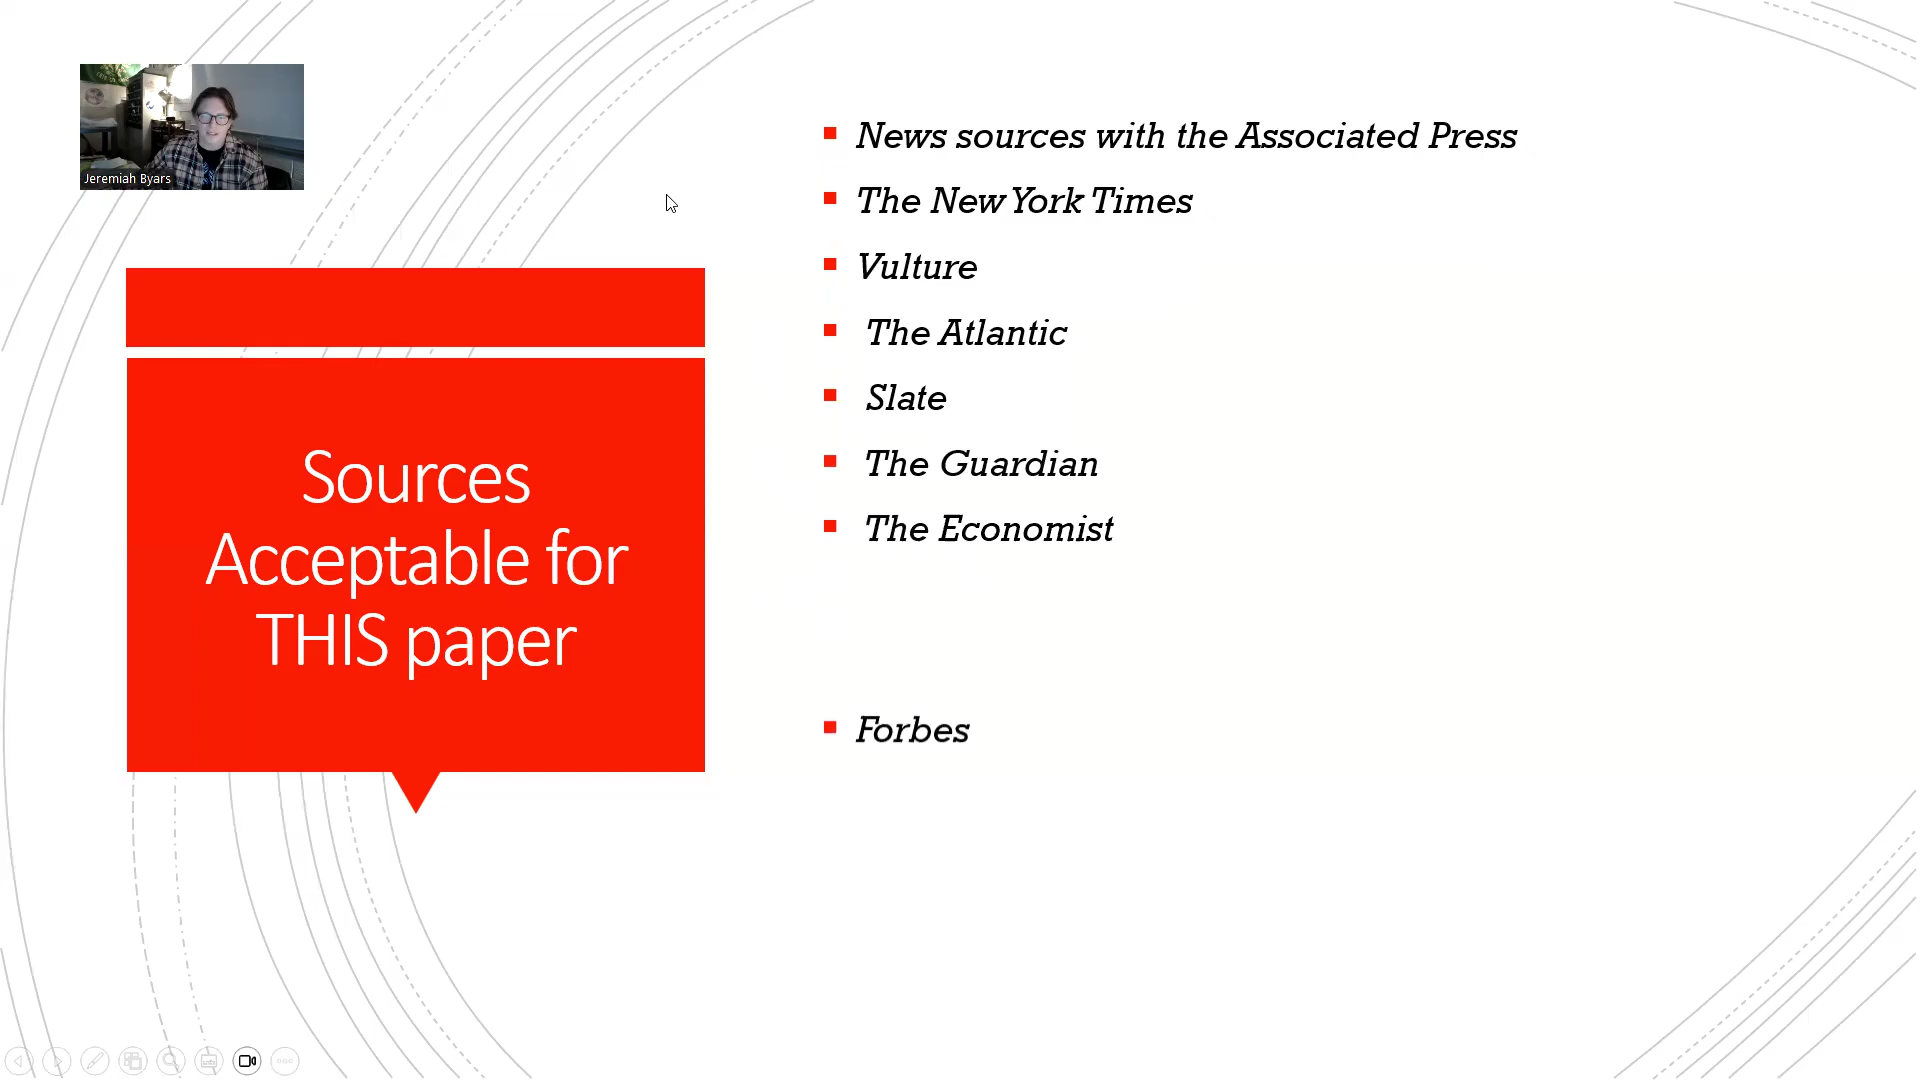 Jeremiah Byars
Sources
Acceptable for
THIS paper
News sources with the Associated Press
The New York Times
Vulture
The Atlantic
Slate
The Guardian
The Economist
Forbes